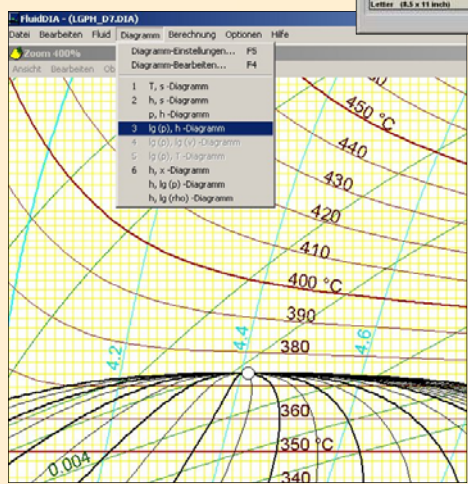 Letter (8.5 x 11 inch)
FluidDIA - (LGPH_D7.DIA)
Datei Bearbeiten Fluid Diagramm Berechnung Optionen Hilfe
Zoom 400%
Ansicht Bearbeiten Ob
Diagramm-Einstellungen... F5
Diagramm-Bearbeiten... F4
1 T, s -Diagramm
2 h, s -Diagramm
p, h -Diagramm
3 lg (p), h -Diagramm
4 lg (p), lg (v) -Diagramm
5 lg (p), T -Diagramm
6 h, x -Diagramm
h, lg (p) -Diagramm
h, lg (rho) -Diagramm
450 °C
440
430
420
410
400 °C
390
380
4.2
4.4
4.6
360
350 °C
340
0.004